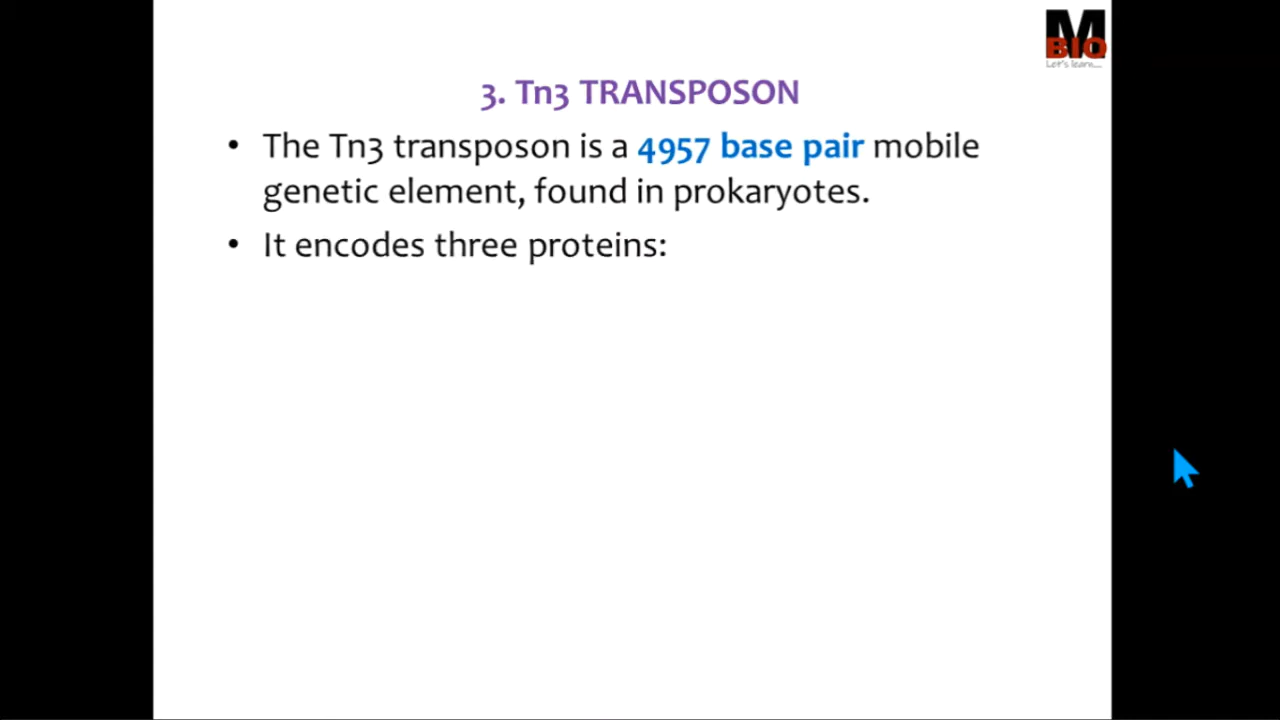 M
BIO
Let's learn....
3. Tn3 TRANSPOSON
• The Tn3 transposon is a 4957 base pair mobile
genetic element, found in prokaryotes.
• It encodes three proteins: